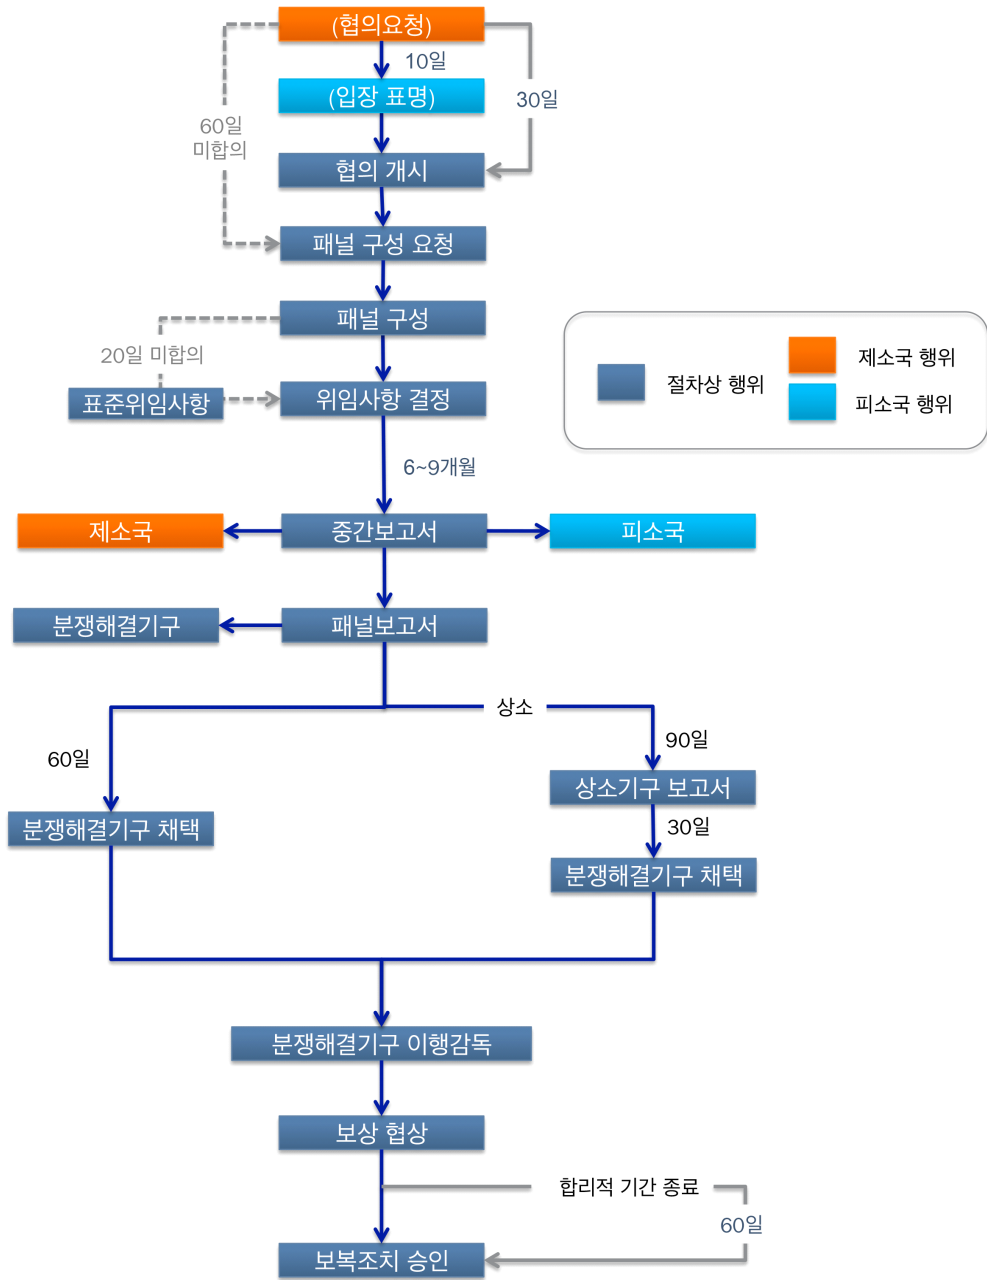 (협의요청)
10일
(입장 표명)
30일
60일
미합의
협의 개시
패널 구성 요청
패널 구성
20일 미합의
표준위임사항
위임사항 결정
절차상 행위
제소국 행위
피소국 행위
6~9개월
제소국
중간보고서
피소국
분쟁해결기구
패널보고서
상소
60일
90일
상소기구 보고서
분쟁해결기구 채택
30일
분쟁해결기구 채택
분쟁해결기구 이행감독
보상 협상
합리적 기간 종료
60일
보복조치 승인